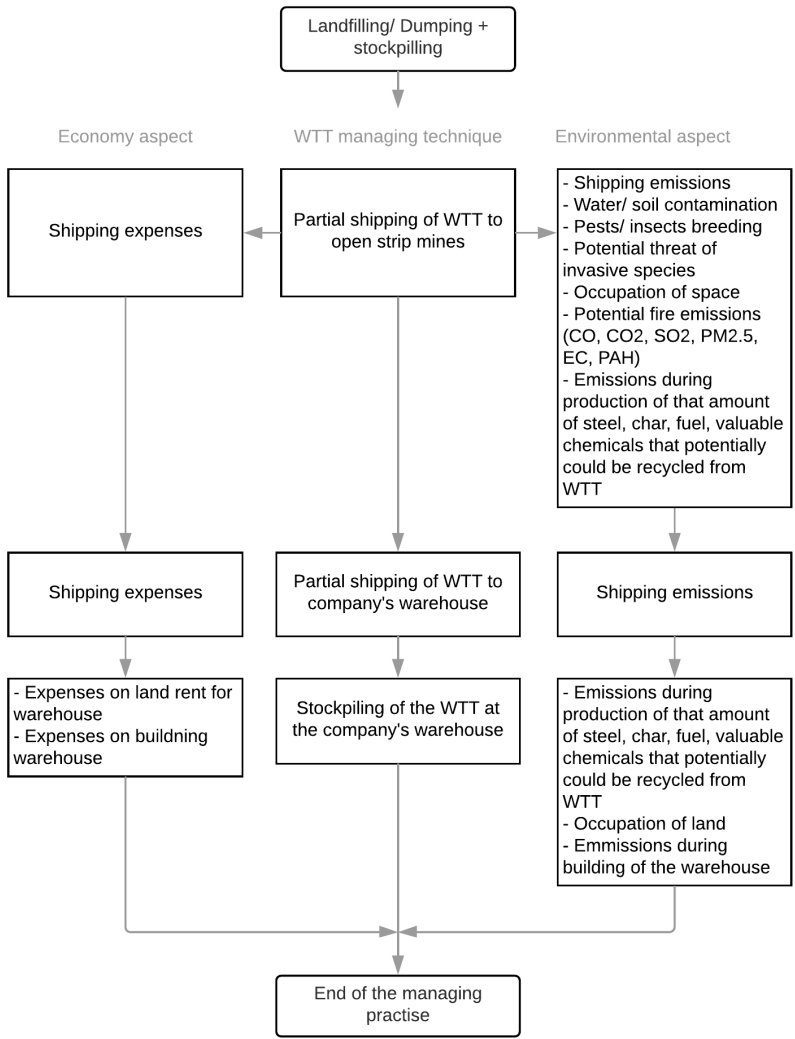 Landfilling/ Dumping +
stockpilling
Economy aspect
WTT managing technique
Environmental aspect
Shipping expenses
Partial shipping of WTT to
open strip mines
- Shipping emissions
- Water/ soil contamination
- Pests/ insects breeding
- Potential threat of
invasive species
- Occupation of space
- Potential fire emissions
(CO, CO2, SO2, PM2.5,
EC, PAH)
- Emissions during
production of that amount
of steel, char, fuel, valuable
chemicals that potentially
could be recycled from
WTT
Shipping expenses
Partial shipping of WTT to
company's warehouse
Shipping emissions
- Expenses on land rent for
warehouse
- Expenses on buildning
warehouse
Stockpiling of the WTT at
the company's warehouse
- Emissions during
production of that amount
of steel, char, fuel, valuable
chemicals that potentially
could be recycled from
WTT
- Occupation of land
- Emmissions during
building of the warehouse
End of the managing
practise